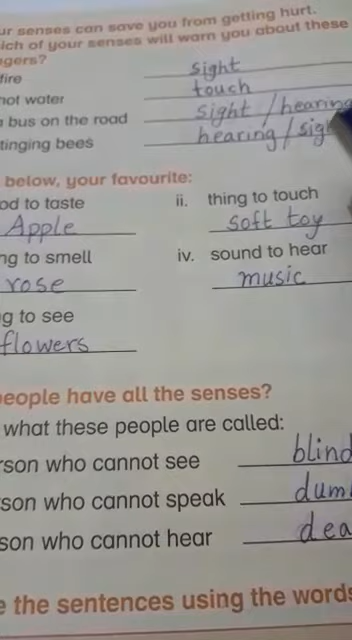 ur senses can save you from getting hurt.
ich of your senses will warn you about these
gers?
fire sight
hot water touch
bus on the road sight / hearing
tinging bees hearing / sig
below, your favourite:
od to taste ii. thing to touch
Apple soft toy
ng to smell iv. sound to hear
rose music
g to see
flowers
people have all the senses?
what these people are called:
rson who cannot see blind
son who cannot speak dum
son who cannot hear dea
e the sentences using the words